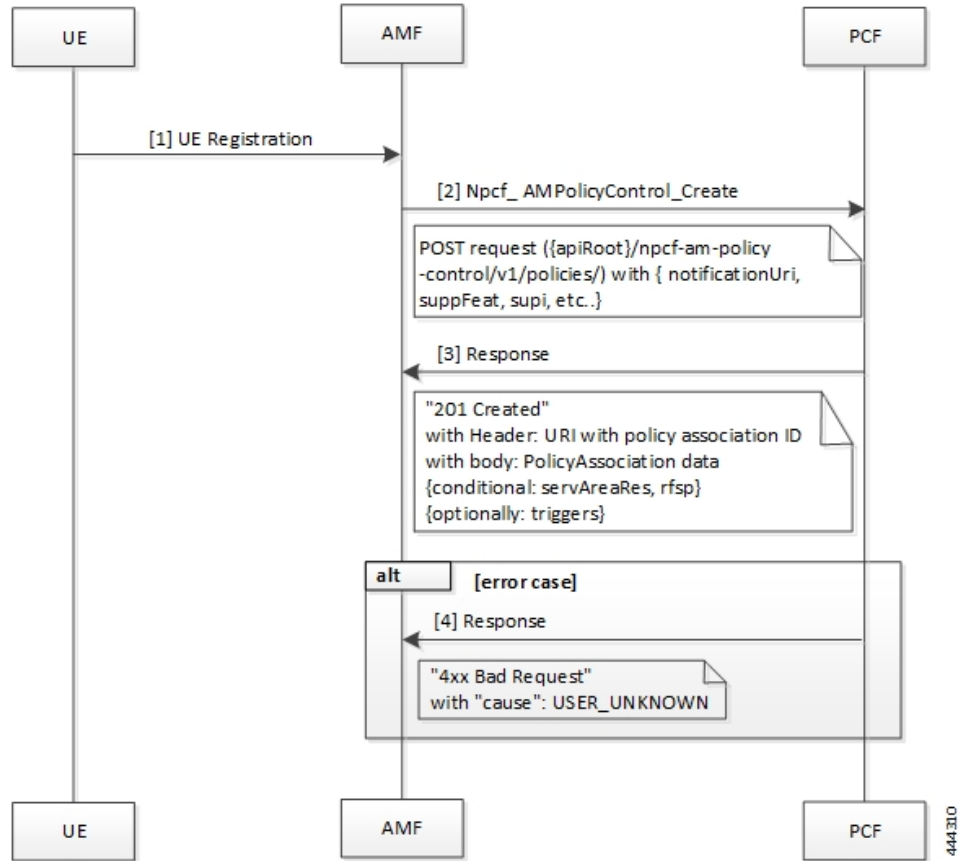 UE
AMF
PCF
[1] UE Registration
[2] Npcf_ AMPolicyControl_Create
POST request ({apiRoot}/npcf-am-policy
-control/v1/policies/) with { notificationUri,
suppFeat, supi, etc..}
[3] Response
"201 Created"
with Header: URI with policy association ID
with body: PolicyAssociation data
{conditional: servAreaRes, rfsp}
{optionally: triggers}
alt
[error case]
[4] Response
"4xx Bad Request"
with "cause": USER_UNKNOWN
UE
AMF
PCF
444310